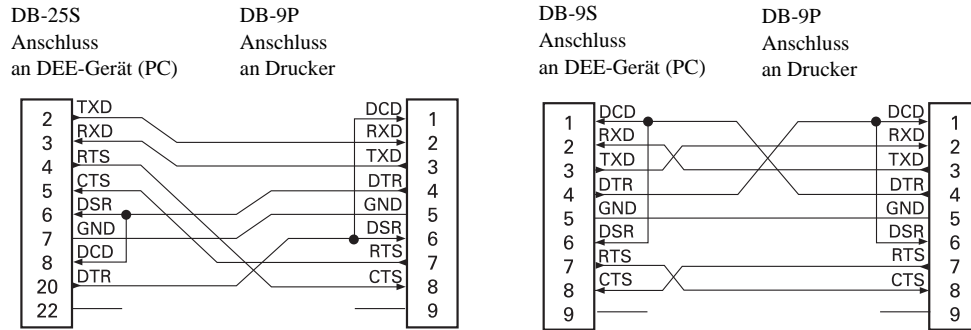 DB-25S
Anschluss
an DEE-Gerät (PC)
DB-9P
Anschluss
an Drucker
2 TXD DCD 1
3 RXD RXD 2
4 RTS TXD 3
5 CTS DTR 4
6 DSR GND 5
7 GND DSR 6
8 DCD RTS 7
20 DTR CTS 8
22 9
DB-9S
Anschluss
an DEE-Gerät (PC)
DB-9P
Anschluss
an Drucker
1 DCD DCD 1
2 RXD RXD 2
3 TXD TXD 3
4 DTR DTR 4
5 GND GND 5
6 DSR DSR 6
7 RTS RTS 7
8 CTS CTS 8
9 9